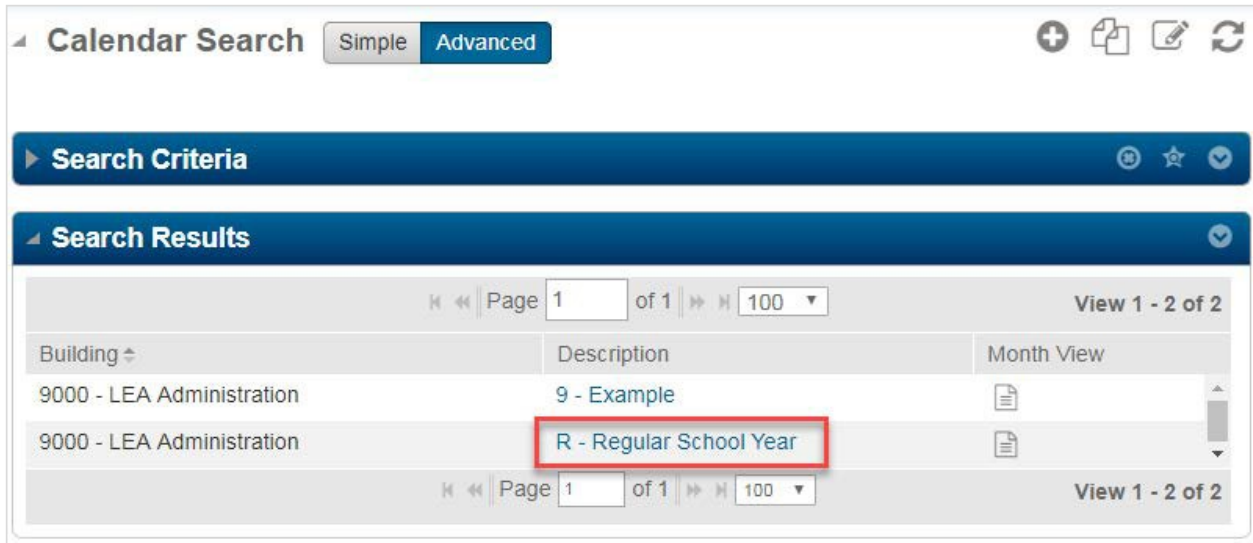 Calendar Search Simple Advanced
Search Criteria
Search Results
Page 1 of 1 100 View 1 - 2 of 2
Building Description Month View
9000 - LEA Administration 9 - Example
9000 - LEA Administration R - Regular School Year
Page 1 of 1 100 View 1 - 2 of 2